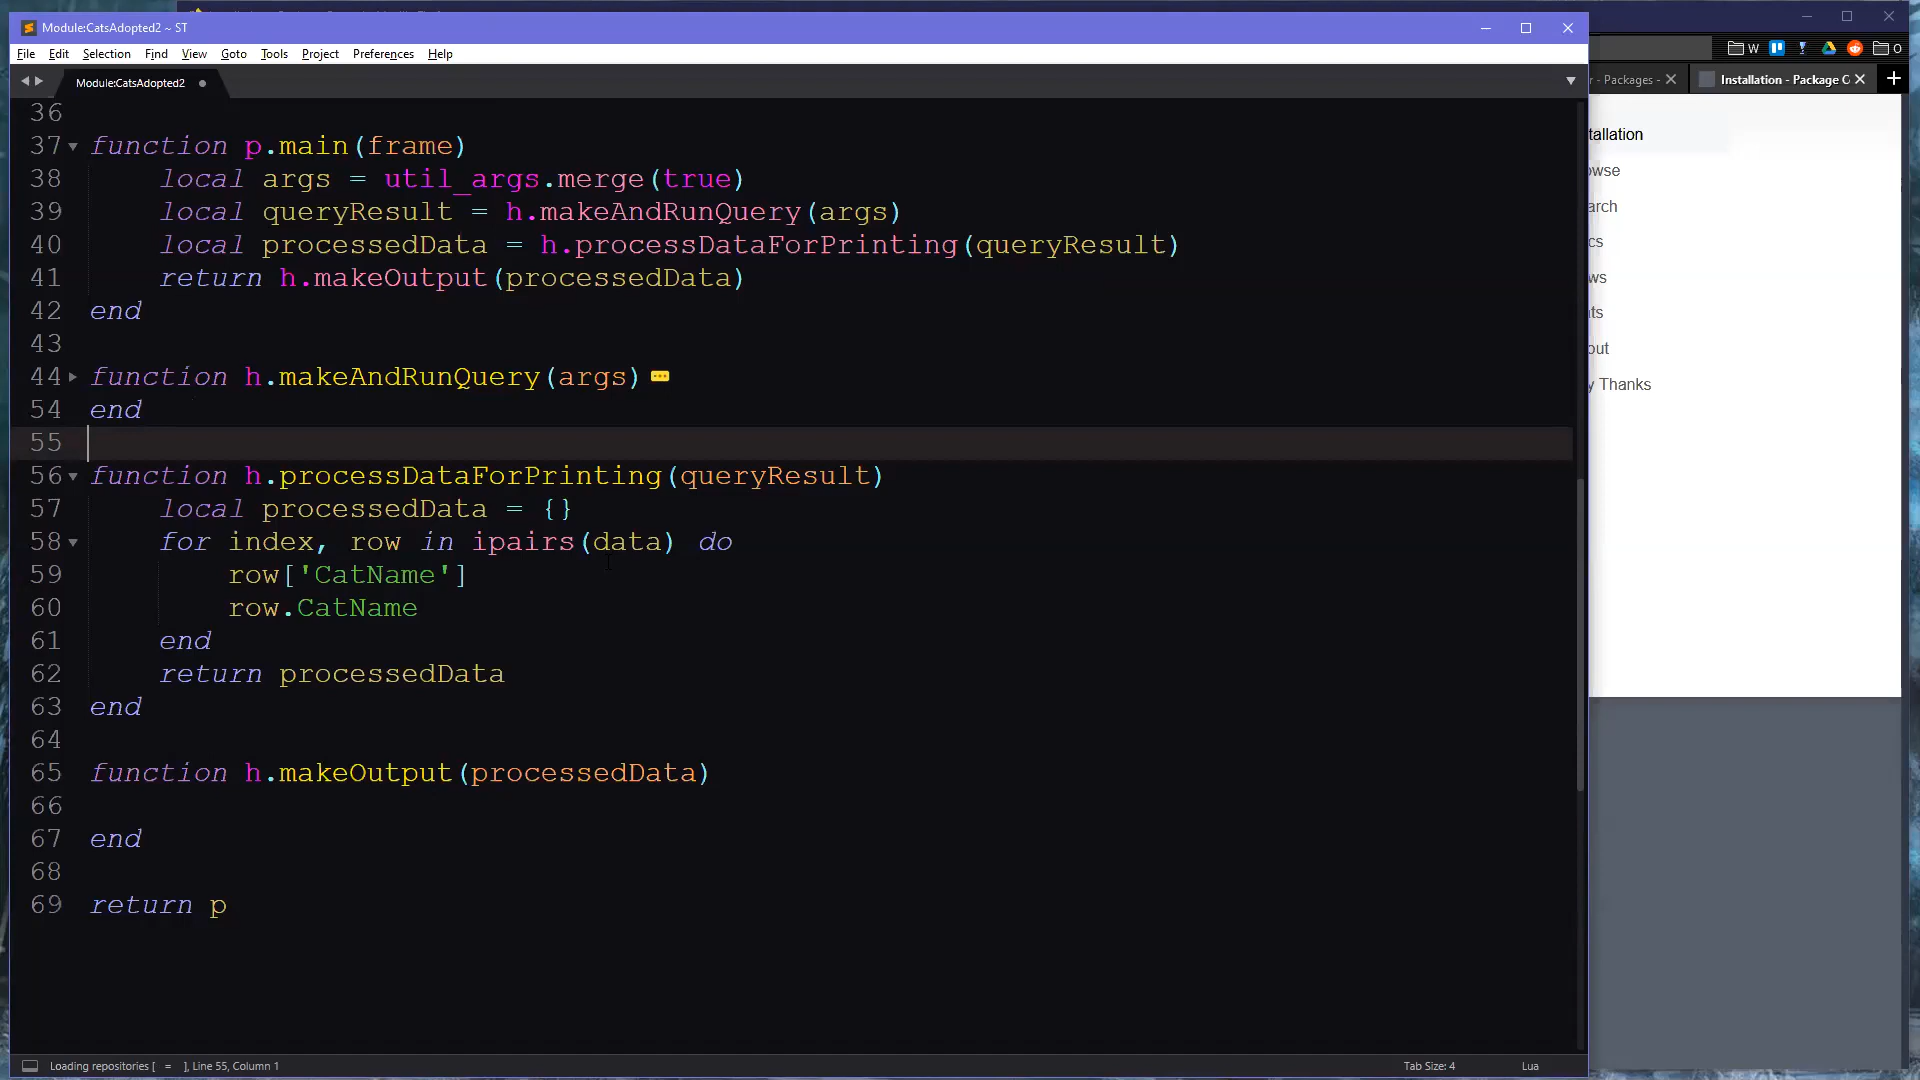 Module:CatsAdopted2 ~ ST
File Edit Selection Find View Goto Tools Project Preferences Help
W O
Module:CatsAdopted2
r - Packages - Installation - Package C
36
37 function p.main(frame)
38 local args = util_args.merge(true)
39 local queryResult = h.makeAndRunQuery(args)
40 local processedData = h.processDataForPrinting(queryResult)
41 return h.makeOutput(processedData)
42 end
43
44 function h.makeAndRunQuery(args)
54 end
55
56 function h.processDataForPrinting(queryResult)
57 local processedData = {}
58 for index, row in ipairs(data) do
59 row['CatName']
60 row.CatName
61 end
62 return processedData
63 end
64
65 function h.makeOutput(processedData)
66
67 end
68
69 return p
tallation
owse
arch
cs
ws
nts
out
y Thanks
Loading repositories [ = ], Line 55, Column 1
Tab Size: 4 Lua